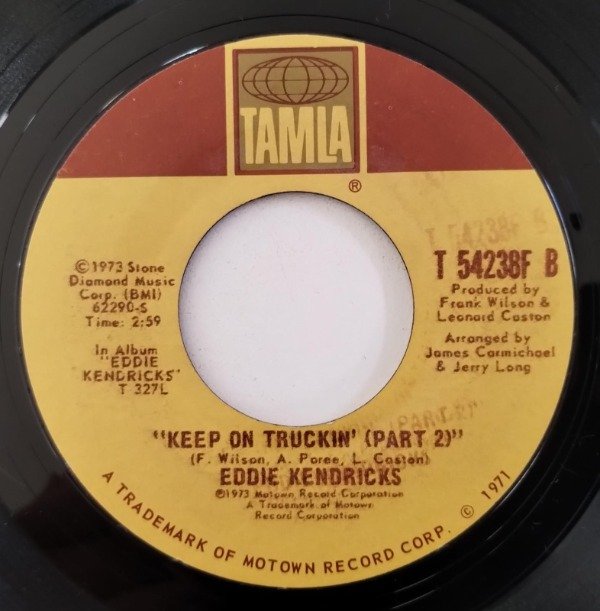 TAMLA
®
T 54238F B
©1973 Stone
Diamond Music
Corp. (BMI)
62290-S
Time: 2:59
In Album
"EDDIE
KENDRICKS"
T 327L
T 54238F B
Produced by
Frank Wilson &
Leonard Caston
Arranged by
James Carmichael
& Jerry Long
"KEEP ON TRUCKIN' (PART 2)"
(F. Wilson, A. Poree, L. Caston)
EDDIE KENDRICKS
℗1973 Motown Record Corporation
A Trademark of Motown
Record Corporation
A TRADEMARK OF MOTOWN RECORD CORP. © 1971